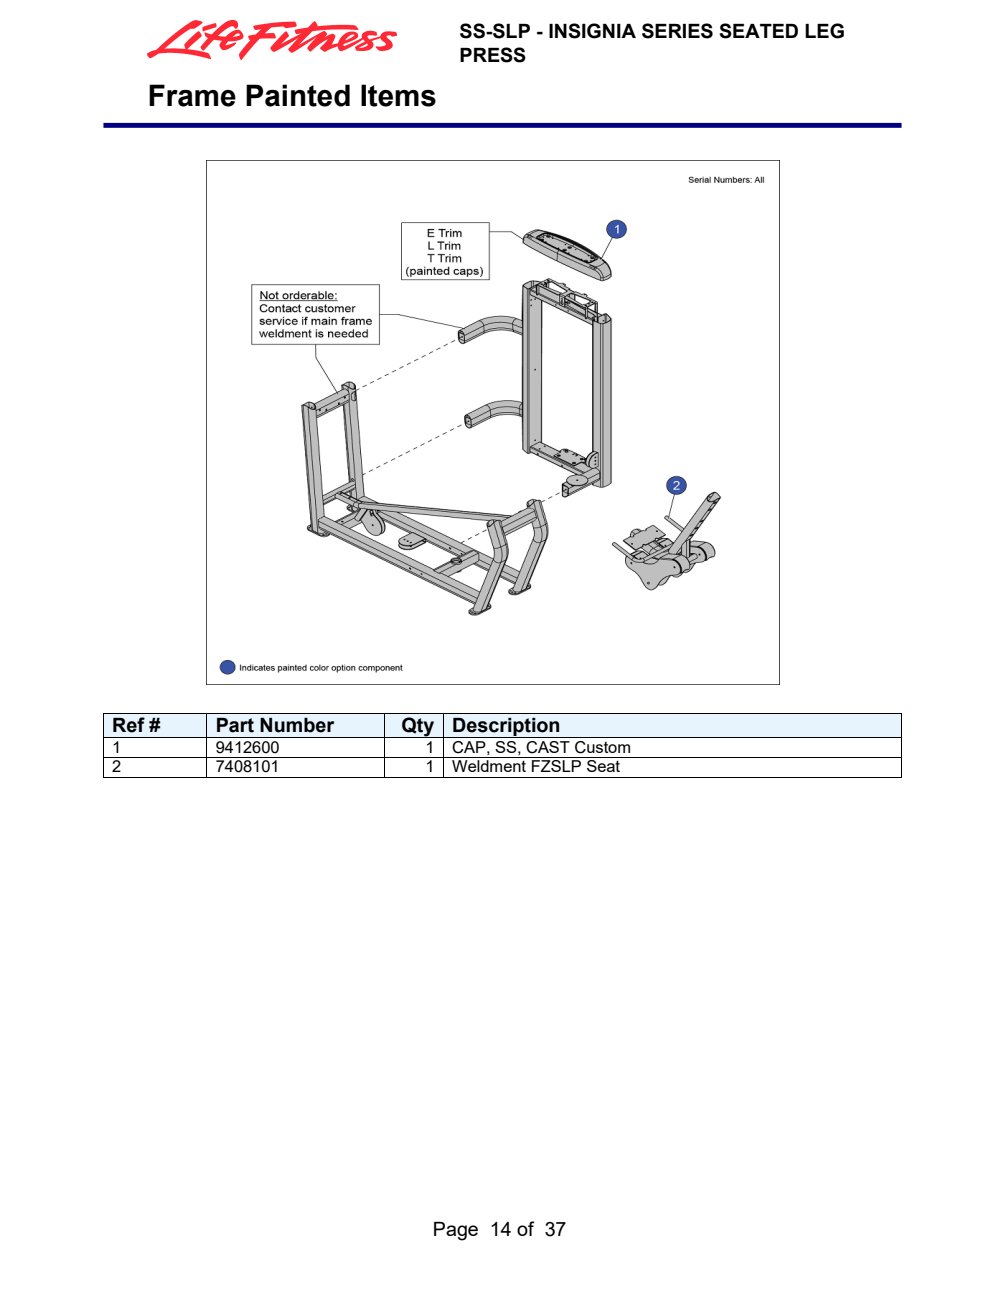 Life Fitness
SS-SLP - INSIGNIA SERIES SEATED LEG
PRESS
Frame Painted Items
Serial Numbers: All
1
E Trim
L Trim
T Trim
(painted caps)
Not orderable:
Contact customer
service if main frame
weldment is needed
2
Indicates painted color option component
Ref # Part Number Qty Description
1 9412600 1 CAP, SS, CAST Custom
2 7408101 1 Weldment FZSLP Seat
Page 14 of 37